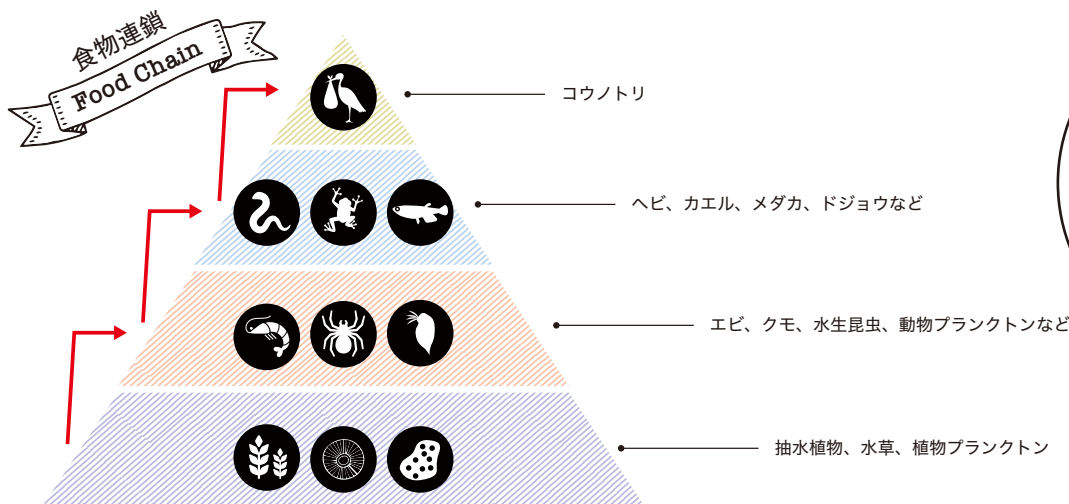 食物連鎖
Food Chain
コウノトリ
ヘビ、カエル、メダカ、ドジョウなど
エビ、クモ、水生昆虫、動物プランクトンなど
抽水植物、水草、植物プランクトン